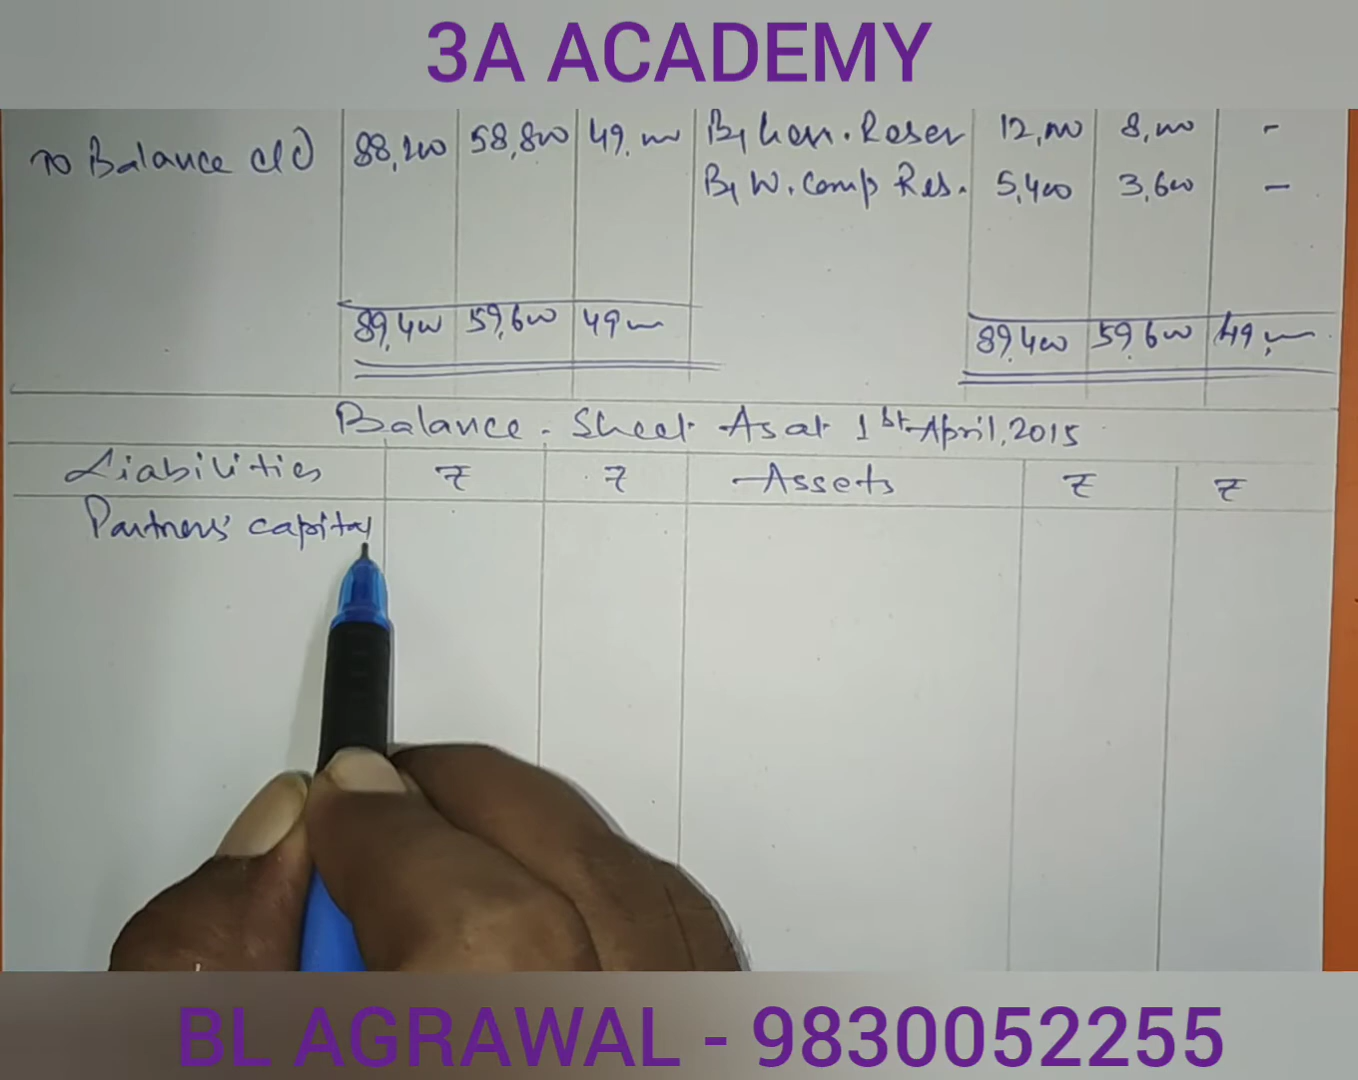 3A ACADEMY
To Balance c/d 88,200 58,800 49,000 By Gen. Reser 12,000 8,000 -
By W. Comp Res. 5,400 3,600 -
89,400 59,600 49,000 89,400 59,600 49,000
Balance - Sheet As at 1st April, 2015
Liabilities ₹ ₹ Assets ₹ ₹
Partners' capital
BL AGRAWAL - 9830052255